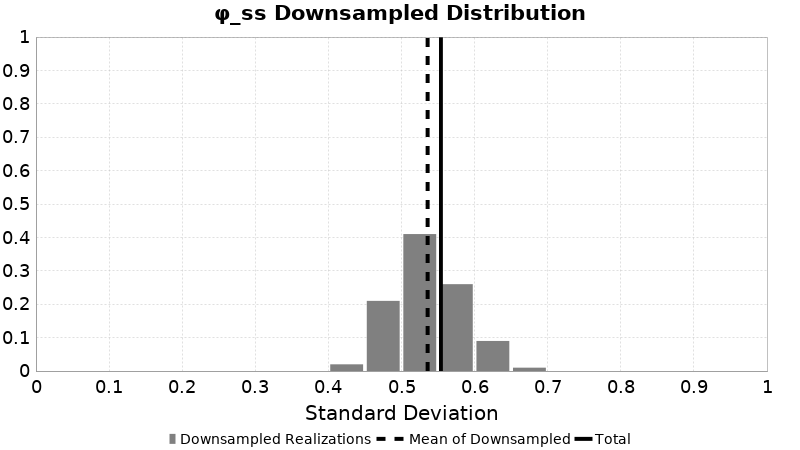 φ_ss Downsampled Distribution
1
0.9
0.8
0.7
0.6
0.5
0.4
0.3
0.2
0.1
0
0 0.1 0.2 0.3 0.4 0.5 0.6 0.7 0.8 0.9 1
Standard Deviation
Downsampled Realizations Mean of Downsampled Total